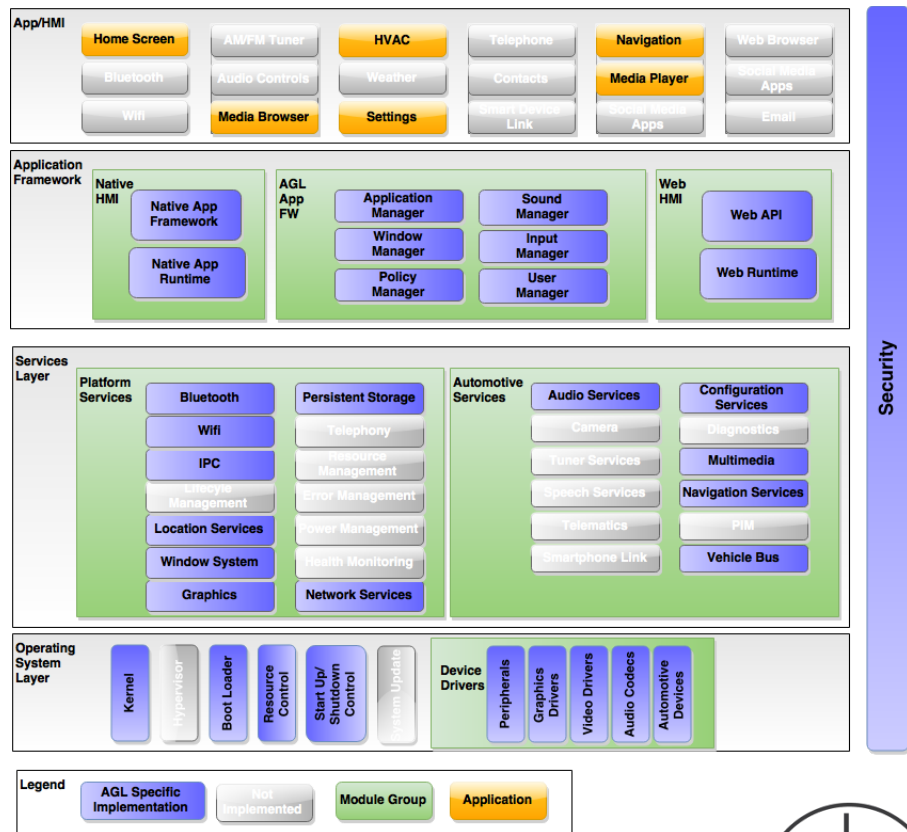 App/HMI
Home Screen
AM/FM Tuner
HVAC
Telephone
Navigation
Web Browser
Bluetooth
Audio Controls
Weather
Contacts
Media Player
Social Media
Apps
Wifi
Media Browser
Settings
Smart Device
Link
Social Media
Apps
Email
Application
Framework
Native
HMI
Native App
Framework
Native App
Runtime
AGL
App
FW
Application
Manager
Sound
Manager
Window
Manager
Input
Manager
Policy
Manager
User
Manager
Web
HMI
Web API
Web Runtime
Services
Layer
Platform
Services
Bluetooth
Persistent Storage
Wifi
Telephony
IPC
Resource
Management
Lifecyle
Management
Error Management
Location Services
Power Management
Window System
Health Monitoring
Graphics
Network Services
Automotive
Services
Audio Services
Configuration
Services
Camera
Diagnostics
Tuner Services
Multimedia
Speech Services
Navigation Services
Telematics
PIM
Smartphone Link
Vehicle Bus
Operating
System
Layer
Kernel
Hypervisor
Boot Loader
Resource
Control
Start Up/
Shutdown
Control
System Update
Device
Drivers
Peripherals
Graphics
Drivers
Video Drivers
Audio Codecs
Automotive
Devices
Security
Legend
AGL Specific
Implementation
Not
Implemented
Module Group
Application